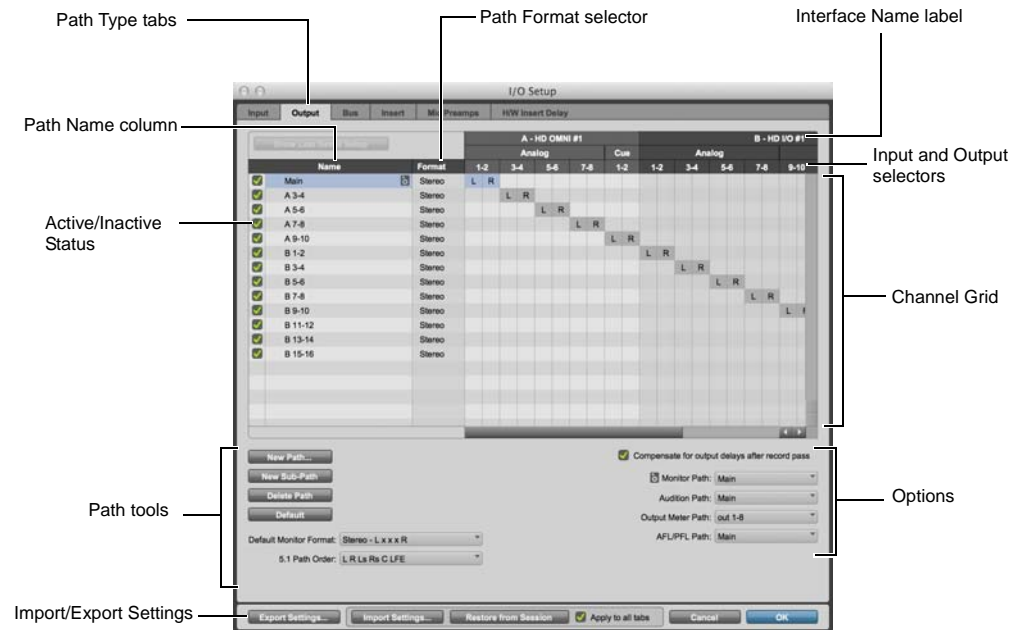 Path Type tabs
Path Format selector
Interface Name label
I/O Setup
Input Output Bus Insert Mic Preamps H/W Insert Delay
Path Name column
A - HD OMNI #1 B - HD I/O #1
Analog Cue Analog
Name Format 1-2 3-4 5-6 7-8 1-2 1-2 3-4 5-6 7-8 9-10
Input and Output
selectors
Main Stereo L R
A 3-4 Stereo L R
A 5-6 Stereo L R
A 7-8 Stereo L R
A 9-10 Stereo L R
B 1-2 Stereo L R
B 3-4 Stereo L R
B 5-6 Stereo L R
B 7-8 Stereo L R
B 9-10 Stereo L
B 11-12 Stereo
B 13-14 Stereo
B 15-16 Stereo
Active/Inactive
Status
Channel Grid
New Path...
New Sub-Path
Delete Path
Default
Default Monitor Format: Stereo - L x x x R
5.1 Path Order: L R Ls Rs C LFE
Compensate for output delays after record pass
Monitor Path: Main
Audition Path: Main
Output Meter Path: out 1-8
AFL/PFL Path: Main
Path tools
Options
Import/Export Settings
Export Settings... Import Settings... Restore from Session Apply to all tabs Cancel OK